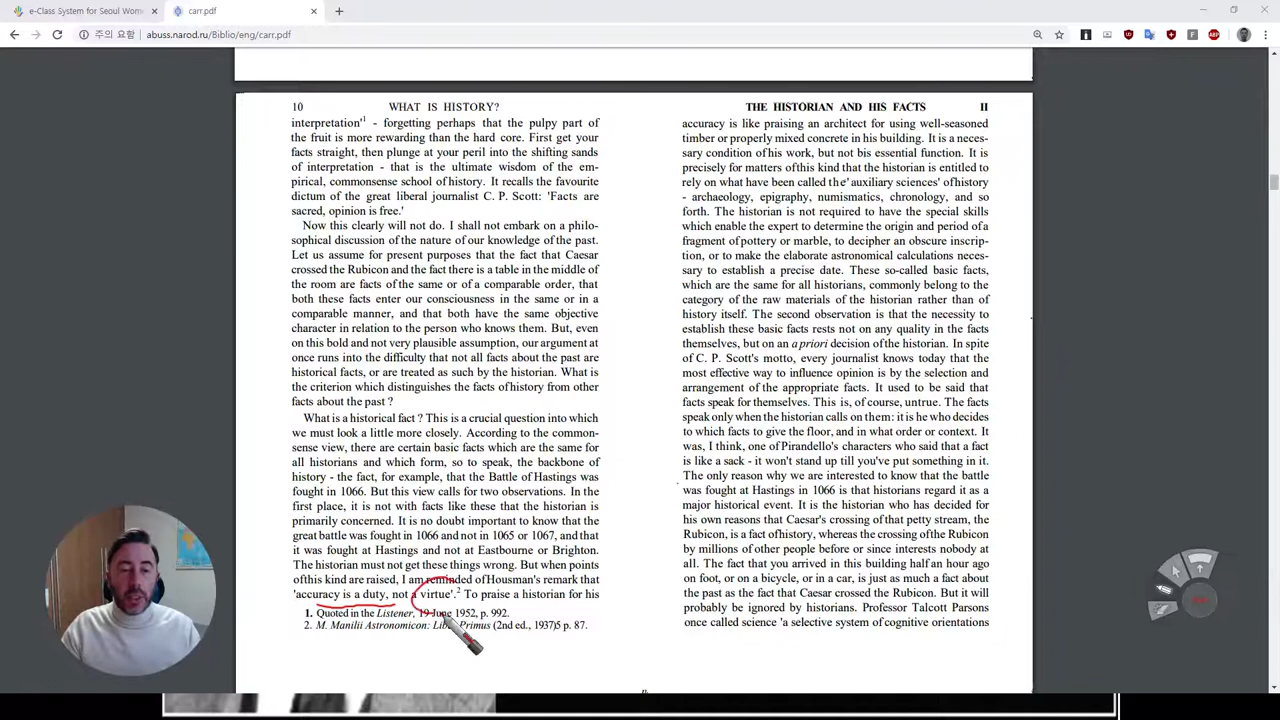 e-Class System for Seoul Wom
carr.pdf
주의 요함
abuss.narod.ru/Biblio/eng/carr.pdf
10 WHAT IS HISTORY?
interpretation'1 - forgetting perhaps that the pulpy part of
the fruit is more rewarding than the hard core. First get your
facts straight, then plunge at your peril into the shifting sands
of interpretation - that is the ultimate wisdom of the em-
pirical, commonsense school of history. It recalls the favourite
dictum of the great liberal journalist C. P. Scott: 'Facts are
sacred, opinion is free.'
Now this clearly will not do. I shall not embark on a philo-
sophical discussion of the nature of our knowledge of the past.
Let us assume for present purposes that the fact that Caesar
crossed the Rubicon and the fact there is a table in the middle of
the room are facts of the same or of a comparable order, that
both these facts enter our consciousness in the same or in a
comparable manner, and that both have the same objective
character in relation to the person who knows them. But, even
on this bold and not very plausible assumption, our argument at
once runs into the difficulty that not all facts about the past are
historical facts, or are treated as such by the historian. What is
the criterion which distinguishes the facts of history from other
facts about the past ?
What is a historical fact ? This is a crucial question into which
we must look a little more closely. According to the common-
sense view, there are certain basic facts which are the same for
all historians and which form, so to speak, the backbone of
history - the fact, for example, that the Battle of Hastings was
fought in 1066. But this view calls for two observations. In the
first place, it is not with facts like these that the historian is
primarily concerned. It is no doubt important to know that the
great battle was fought in 1066 and not in 1065 or 1067, and that
it was fought at Hastings and not at Eastbourne or Brighton.
The historian must not get these things wrong. But when points
of this kind are raised, I am reminded of Housman's remark that
'accuracy is a duty, not a virtue'.2 To praise a historian for his
1. Quoted in the Listener, 19 June 1952, p. 992.
2. M. Manilii Astronomicon: Liber Primus (2nd ed., 1937)5 p. 87.
THE HISTORIAN AND HIS FACTS II
accuracy is like praising an architect for using well-seasoned
timber or properly mixed concrete in his building. It is a neces-
sary condition of his work, but not bis essential function. It is
precisely for matters of this kind that the historian is entitled to
rely on what have been called the' auxiliary sciences' of history
- archaeology, epigraphy, numismatics, chronology, and so
forth. The historian is not required to have the special skills
which enable the expert to determine the origin and period of a
fragment of pottery or marble, to decipher an obscure inscrip-
tion, or to make the elaborate astronomical calculations neces-
sary to establish a precise date. These so-called basic facts,
which are the same for all historians, commonly belong to the
category of the raw materials of the historian rather than of
history itself. The second observation is that the necessity to
establish these basic facts rests not on any quality in the facts
themselves, but on an a priori decision of the historian. In spite
of C. P. Scott's motto, every journalist knows today that the
most effective way to influence opinion is by the selection and
arrangement of the appropriate facts. It used to be said that
facts speak for themselves. This is, of course, untrue. The facts
speak only when the historian calls on them: it is he who decides
to which facts to give the floor, and in what order or context. It
was, I think, one of Pirandello's characters who said that a fact
is like a sack - it won't stand up till you've put something in it.
The only reason why we are interested to know that the battle
was fought at Hastings in 1066 is that historians regard it as a
major historical event. It is the historian who has decided for
his own reasons that Caesar's crossing of that petty stream, the
Rubicon, is a fact of history, whereas the crossing of the Rubicon
by millions of other people before or since interests nobody at
all. The fact that you arrived in this building half an hour ago
on foot, or on a bicycle, or in a car, is just as much a fact about
the past as the fact that Caesar crossed the Rubicon. But it will
probably be ignored by historians. Professor Talcott Parsons
once called science 'a selective system of cognitive orientations